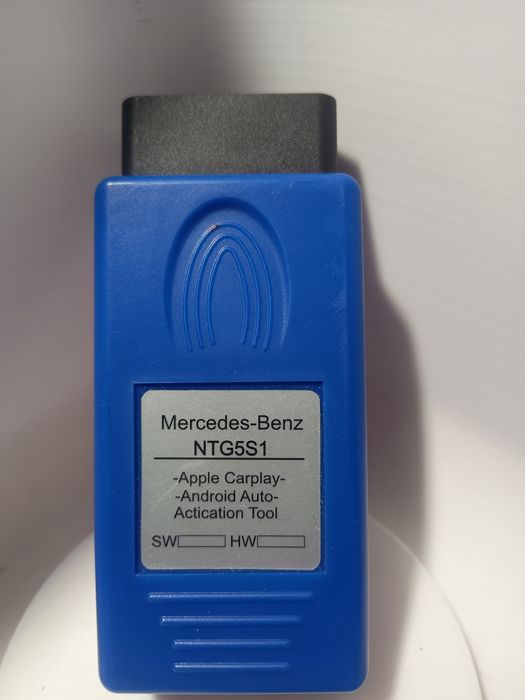 Mercedes-Benz
NTG5S1
-Apple Carplay-
-Android Auto-
Actication Tool
SW HW